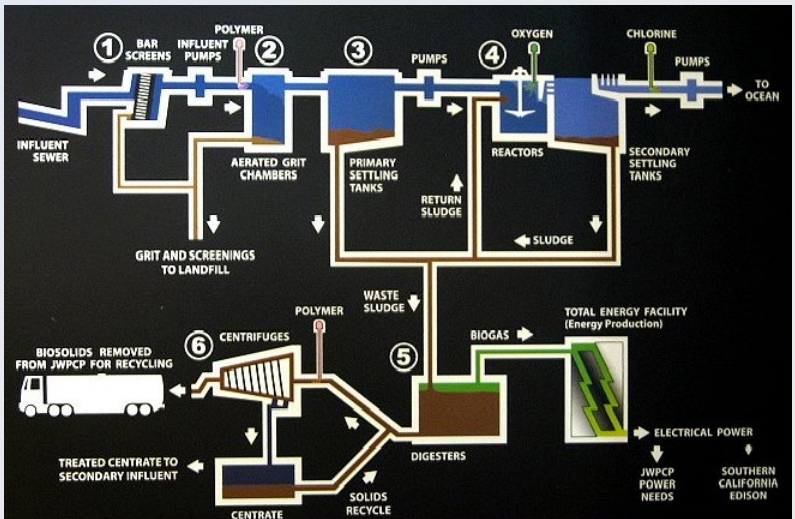 1
BAR
SCREENS
INFLUENT
PUMPS
POLYMER
2
3
PUMPS
4
OXYGEN
CHLORINE
PUMPS
TO
OCEAN
INFLUENT
SEWER
AERATED GRIT
CHAMBERS
PRIMARY
SETTLING
TANKS
REACTORS
SECONDARY
SETTLING
TANKS
RETURN
SLUDGE
SLUDGE
GRIT AND SCREENINGS
TO LANDFILL
WASTE
SLUDGE
POLYMER
6
CENTRIFUGES
5
BIOGAS
TOTAL ENERGY FACILITY
(Energy Production)
BIOSOLIDS REMOVED
FROM JWPCP FOR RECYCLING
ELECTRICAL POWER
DIGESTERS
TREATED CENTRATE TO
SECONDARY INFLUENT
SOLIDS
RECYCLE
CENTRATE
JWPCP
POWER
NEEDS
SOUTHERN
CALIFORNIA
EDISON